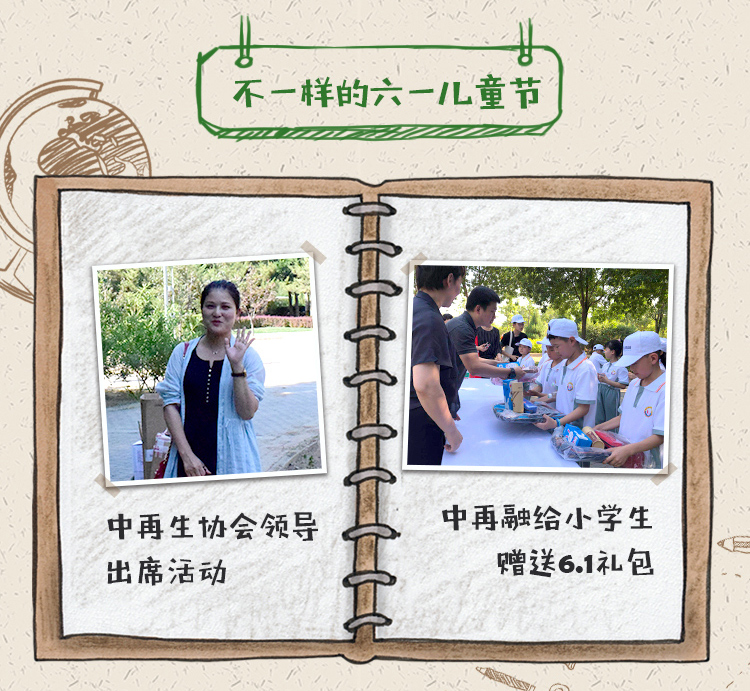 不一样的六一儿童节
中再生协会领导
出席活动
中再融给小学生
赠送6.1礼包